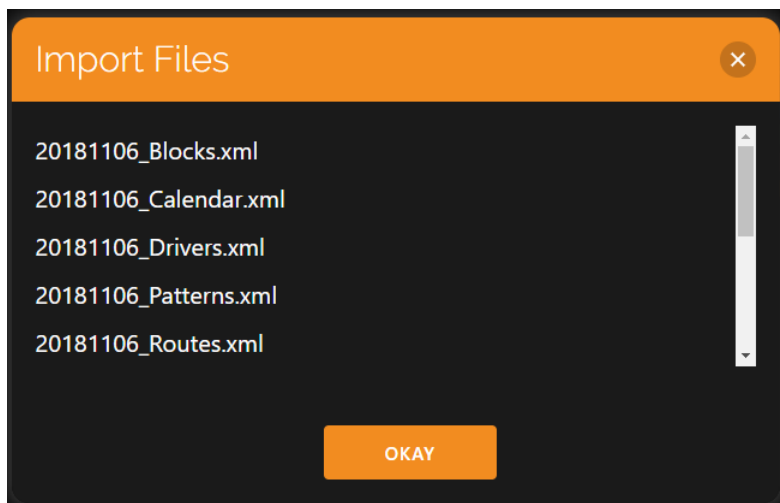 Import Files
20181106_Blocks.xml
20181106_Calendar.xml
20181106_Drivers.xml
20181106_Patterns.xml
20181106_Routes.xml
OKAY